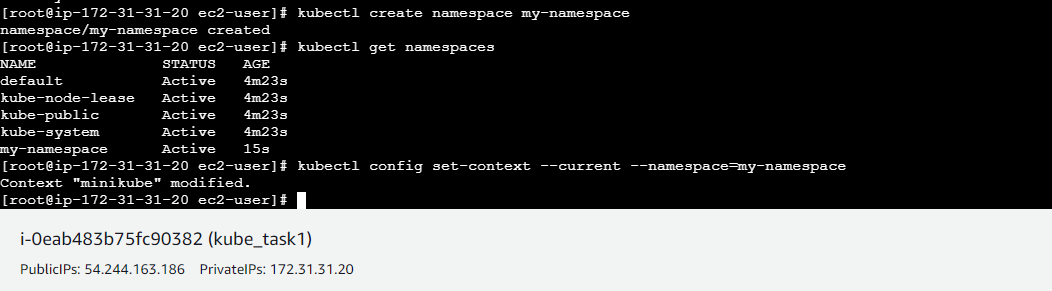 [root@ip-172-31-31-20 ec2-user]# kubectl create namespace my-namespace
namespace/my-namespace created
[root@ip-172-31-31-20 ec2-user]# kubectl get namespaces
NAME              STATUS   AGE
default           Active   4m23s
kube-node-lease   Active   4m23s
kube-public       Active   4m23s
kube-system       Active   4m23s
my-namespace      Active   15s
[root@ip-172-31-31-20 ec2-user]# kubectl config set-context --current --namespace=my-namespace
Context "minikube" modified.
[root@ip-172-31-31-20 ec2-user]#
i-0eab483b75fc90382 (kube_task1)
PublicIPs: 54.244.163.186 PrivateIPs: 172.31.31.20